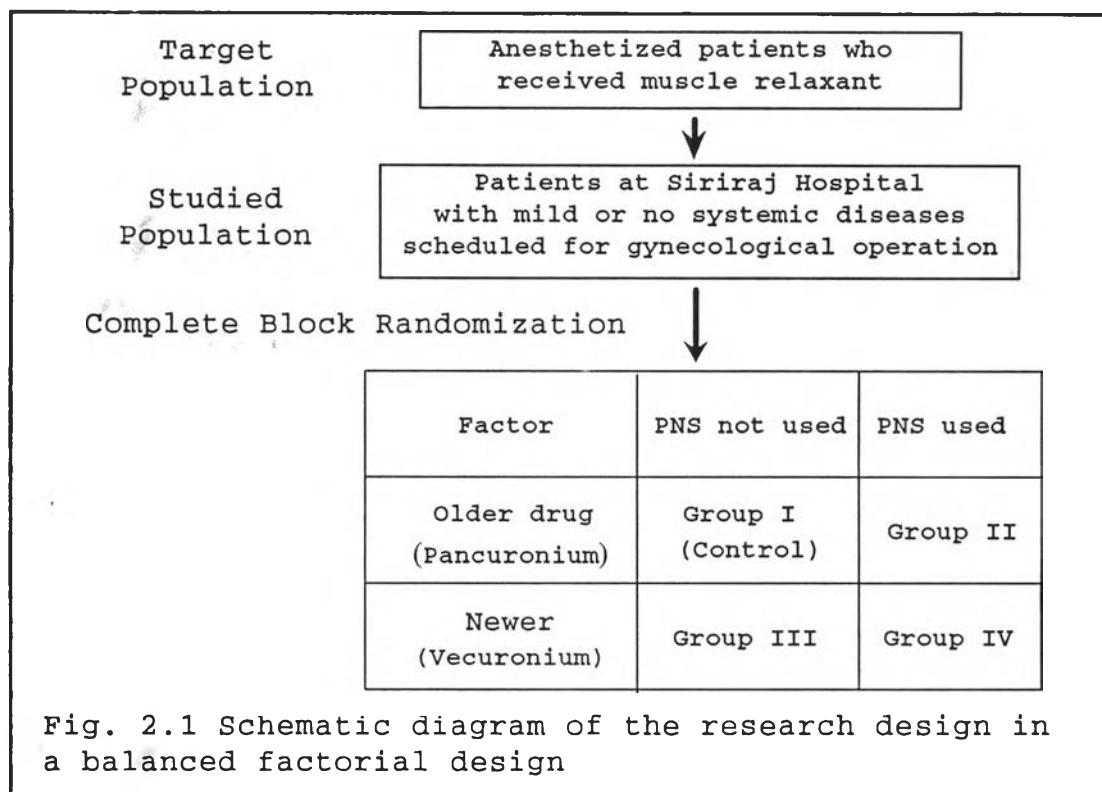 Target
Population
Anesthetized patients who
received muscle relaxant
Studied
Population
Patients at Siriraj Hospital
with mild or no systemic diseases
scheduled for gynecological operation
Complete Block Randomization
Factor
PNS not used
PNS used
Older drug
(Pancuronium)
Group I
(Control)
Group II
Newer
(Vecuronium)
Group III
Group IV
Fig. 2.1 Schematic diagram of the research design in
a balanced factorial design